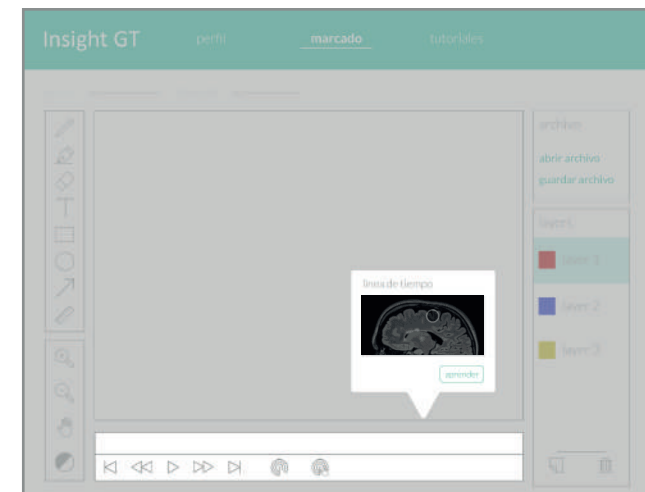 Insight GT
perfil
marcado
tutoriales
archivo
abrir archivo
guardar archivo
layers
layer 1
layer 2
layer 3
linea de tiempo
aprender